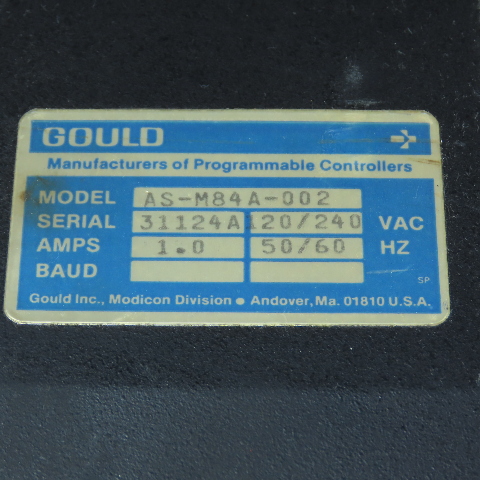 GOULD
Manufacturers of Programmable Controllers
MODEL AS-M84A-002
SERIAL 31124A 120/240 VAC
AMPS 1.0 50/60 HZ
BAUD
SP
Gould Inc., Modicon Division ● Andover, Ma. 01810 U.S.A.